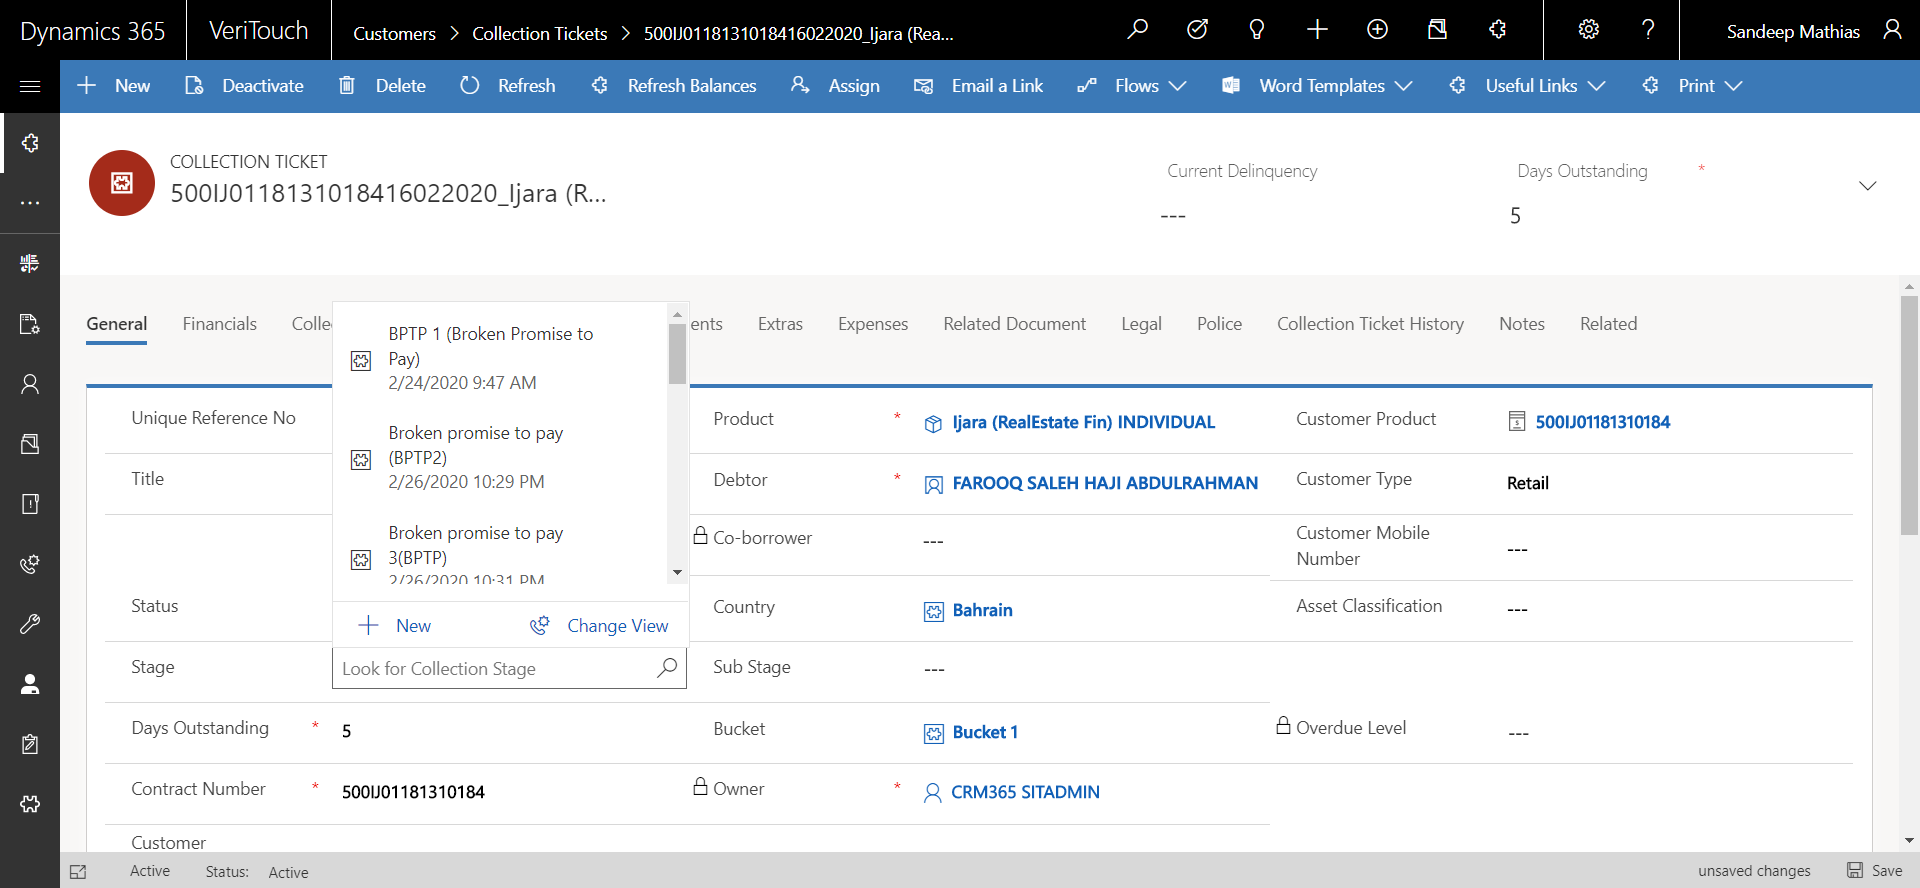 Dynamics 365
VeriTouch
Customers > Collection Tickets > 500IJ0118131018416022020_Ijara (Rea...
Sandeep Mathias
New
Deactivate
Delete
Refresh
Refresh Balances
Assign
Email a Link
Flows
Word Templates
Useful Links
Print
COLLECTION TICKET
500IJ0118131018416022020_Ijara (R...
Current Delinquency
---
Days Outstanding *
5
General
Financials
Colle
ents
Extras
Expenses
Related Document
Legal
Police
Collection Ticket History
Notes
Related
BPTP 1 (Broken Promise to
Pay)
2/24/2020 9:47 AM
Broken promise to pay
(BPTP2)
2/26/2020 10:29 PM
Broken promise to pay
3(BPTP)
2/26/2020 10:31 PM
New
Change View
Look for Collection Stage
Unique Reference No
Product * Ijara (RealEstate Fin) INDIVIDUAL
Customer Product 500IJ01181310184
Title
Debtor * FAROOQ SALEH HAJI ABDULRAHMAN
Customer Type Retail
Co-borrower ---
Customer Mobile
Number ---
Status
Country Bahrain
Asset Classification ---
Stage
Sub Stage ---
Days Outstanding * 5
Bucket Bucket 1
Overdue Level ---
Contract Number * 500IJ01181310184
Owner * CRM365 SITADMIN
Customer
Active
Status: Active
unsaved changes
Save